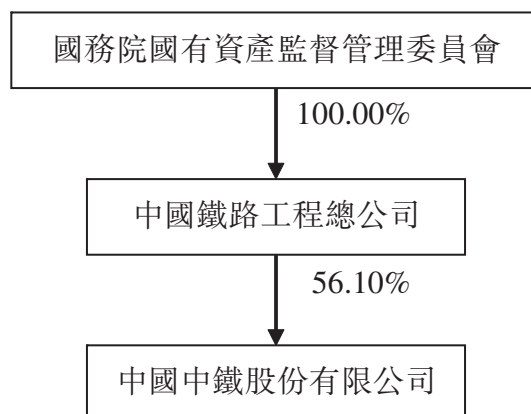 國務院國有資產監督管理委員會
100.00%
中國鐵路工程總公司
56.10%
中國中鐵股份有限公司